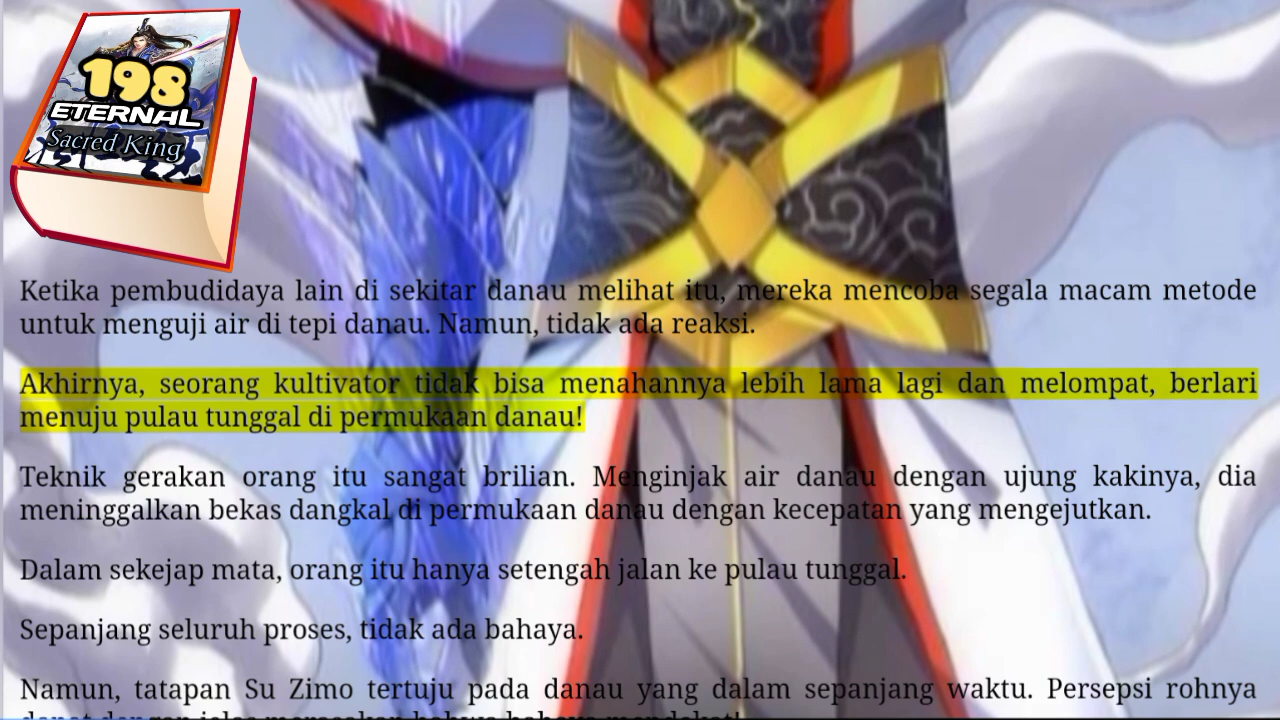 198
ETERNAL
Sacred King
Ketika pembudidaya lain di sekitar danau melihat itu, mereka mencoba segala macam metode
untuk menguji air di tepi danau. Namun, tidak ada reaksi.
Akhirnya, seorang kultivator tidak bisa menahannya lebih lama lagi dan melompat, berlari
menuju pulau tunggal di permukaan danau!
Teknik gerakan orang itu sangat brilian. Menginjak air danau dengan ujung kakinya, dia
meninggalkan bekas dangkal di permukaan danau dengan kecepatan yang mengejutkan.
Dalam sekejap mata, orang itu hanya setengah jalan ke pulau tunggal.
Sepanjang seluruh proses, tidak ada bahaya.
Namun, tatapan Su Zimo tertuju pada danau yang dalam sepanjang waktu. Persepsi rohnya